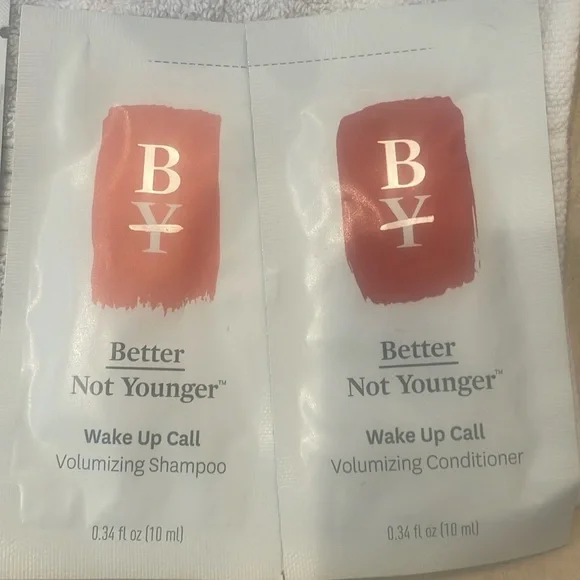 B
Y
Better
Not Younger™
Wake Up Call
Volumizing Shampoo
0.34 fl oz (10 ml)
B
Y
Better
Not Younger™
Wake Up Call
Volumizing Conditioner
0.34 fl oz (10 ml)